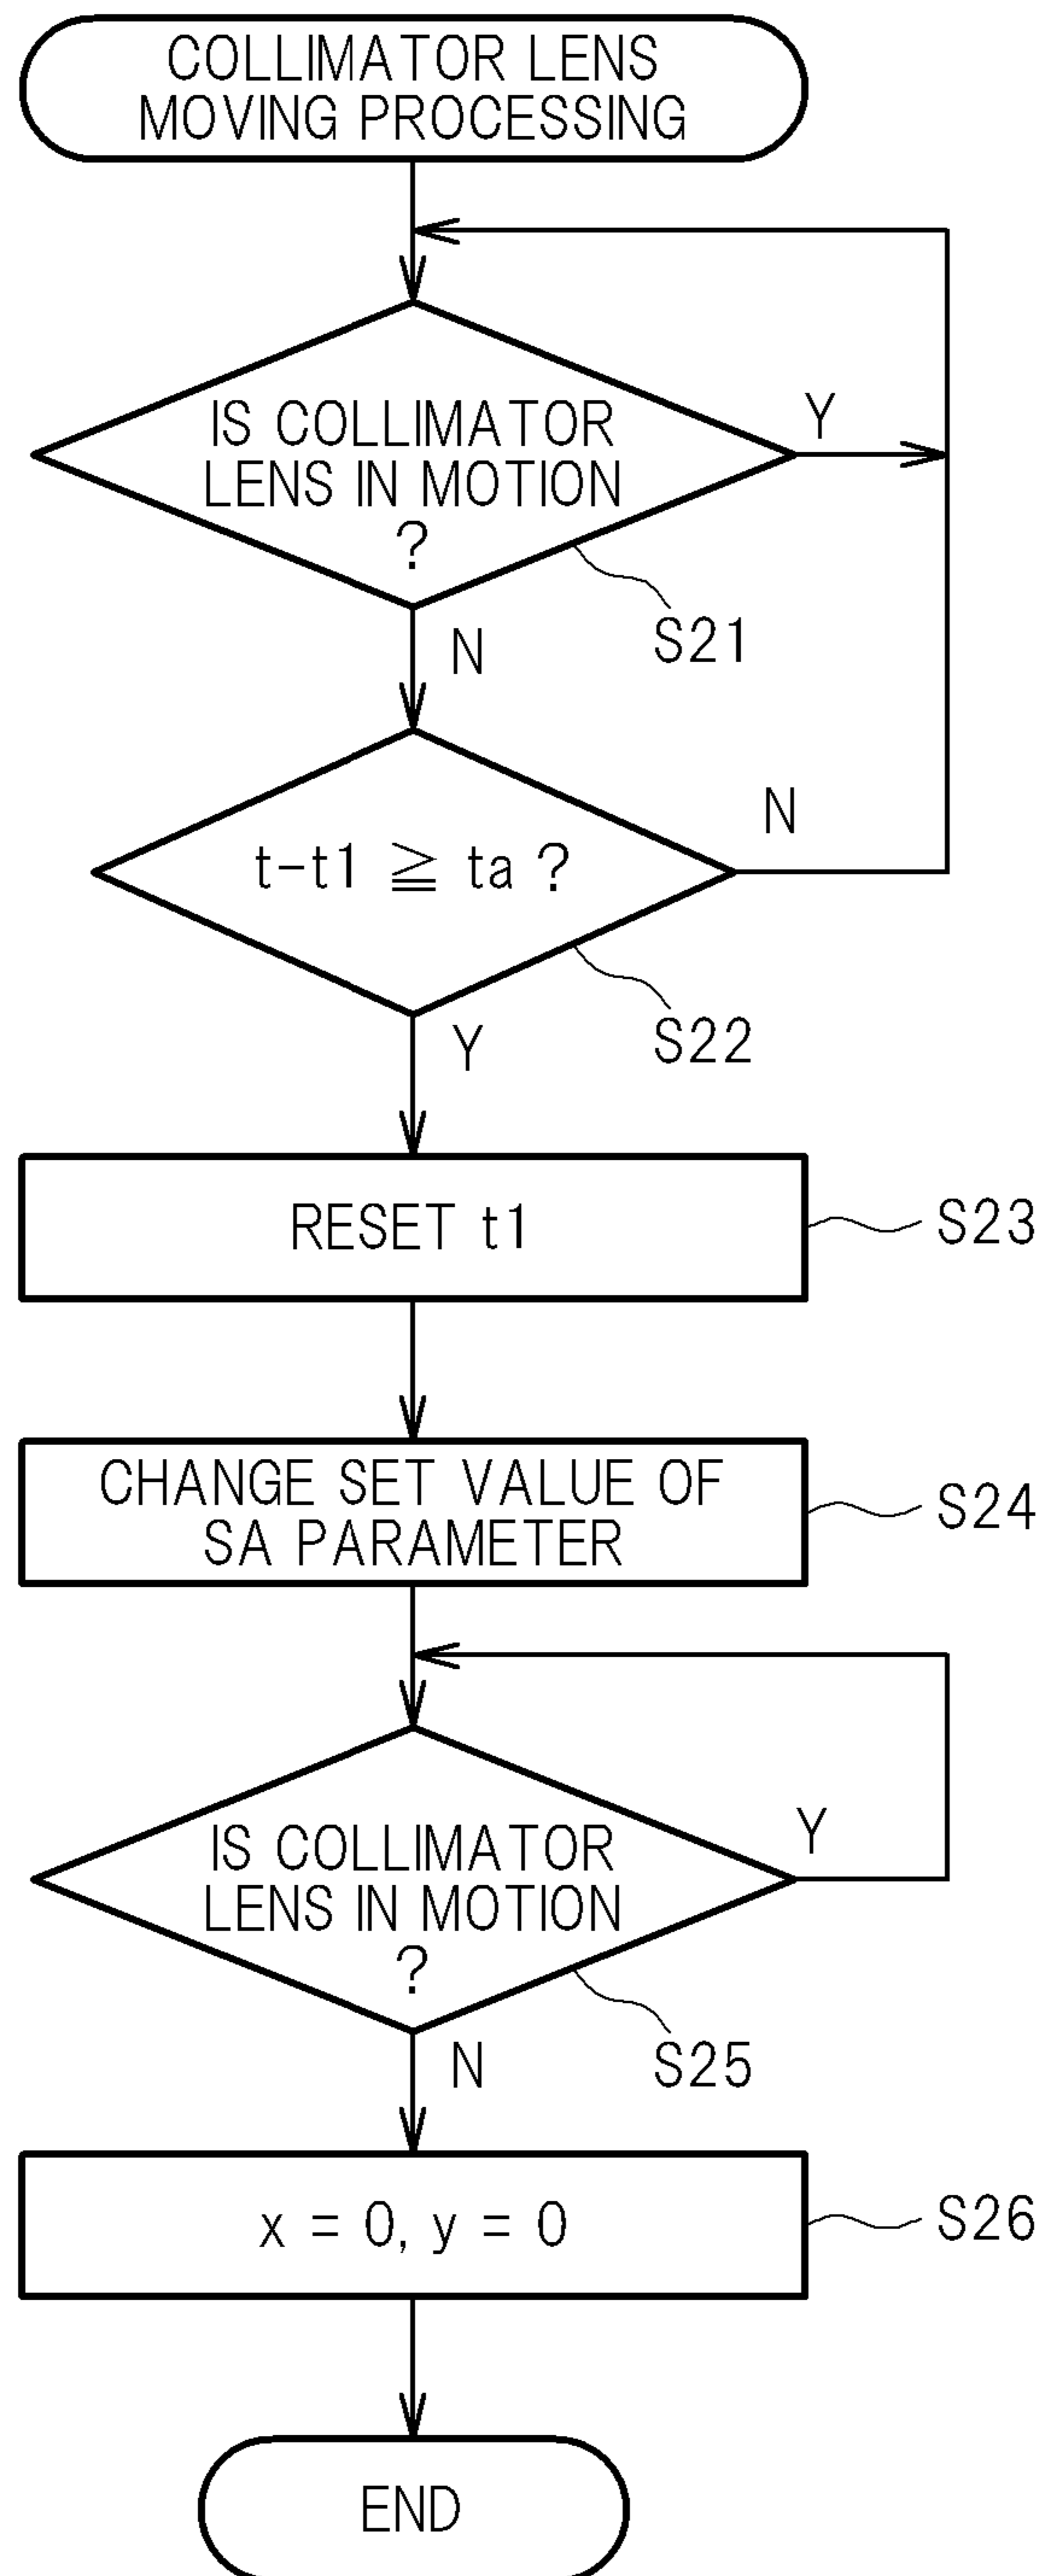 COLLIMATOR LENS
MOVING PROCESSING
IS COLLIMATOR
LENS IN MOTION
?
Y
S21
N
t-t1 ≧ ta ?
N
S22
Y
RESET t1
S23
CHANGE SET VALUE OF
SA PARAMETER
S24
IS COLLIMATOR
LENS IN MOTION
?
Y
S25
N
x = 0, y = 0
S26
END